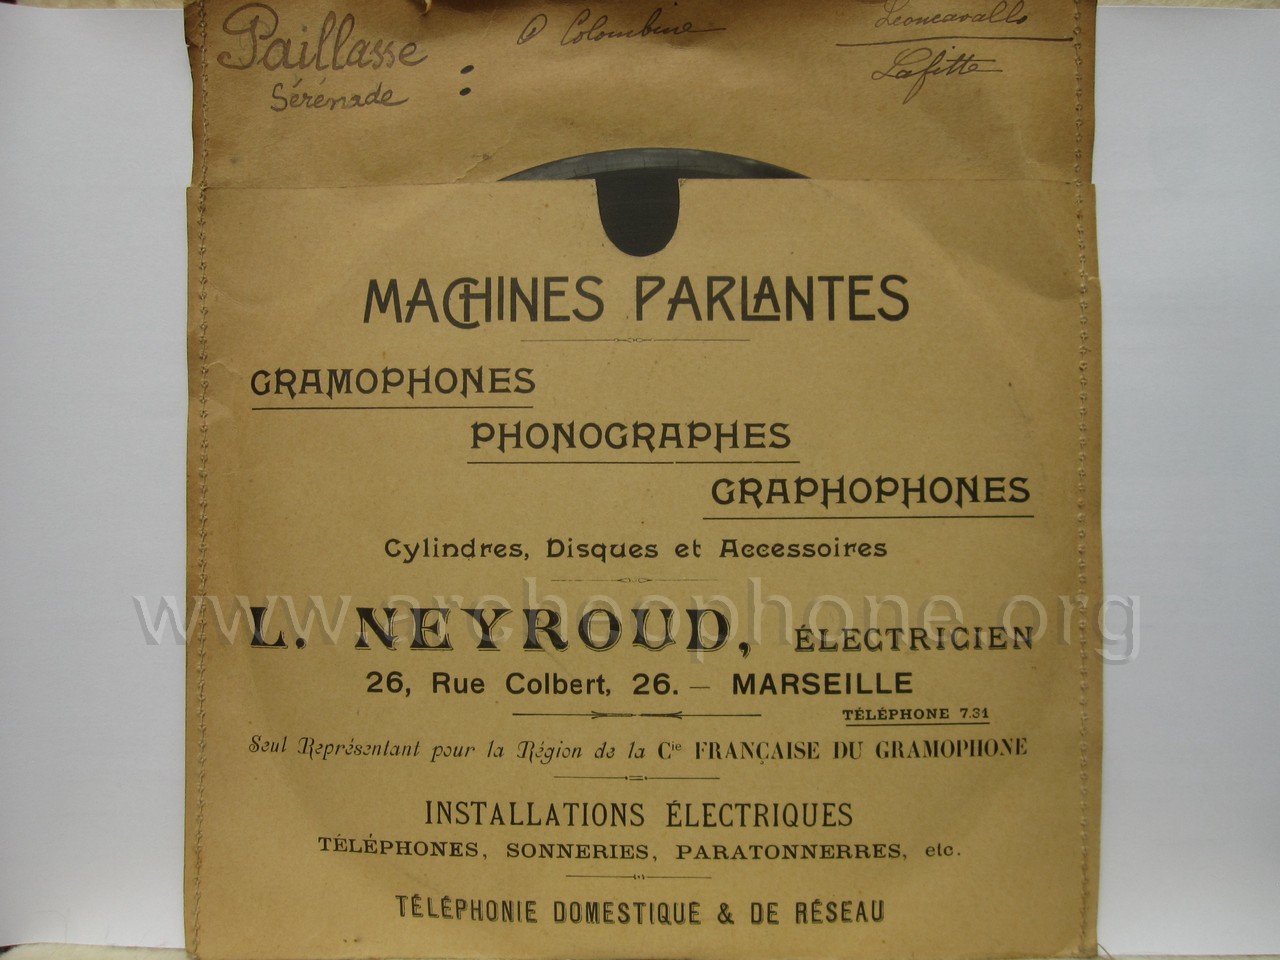 Paillasse
Sérénade
O Colombine
Leoncavallo
Lafitte
MACHINES PARLANTES
GRAMOPHONES
PHONOGRAPHES
GRAPHOPHONES
Cylindres, Disques et Accessoires
www.archeophone.org
L. NEYROUD, ÉLECTRICIEN
26, Rue Colbert, 26. — MARSEILLE
TÉLÉPHONE 7.31
Seul Représentant pour la Région de la Cie FRANÇAISE DU GRAMOPHONE
INSTALLATIONS ÉLECTRIQUES
TÉLÉPHONES, SONNERIES, PARATONNERRES, etc.
TÉLÉPHONIE DOMESTIQUE & DE RÉSEAU